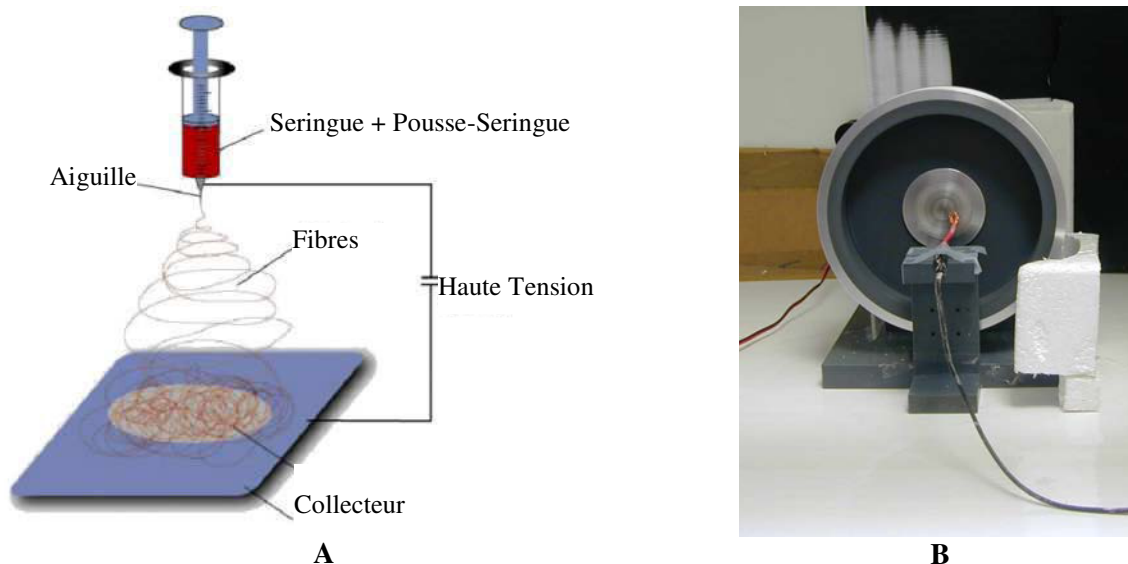 Seringue + Pousse-Seringue
Aiguille
Fibres
Haute Tension
Collecteur
A
B